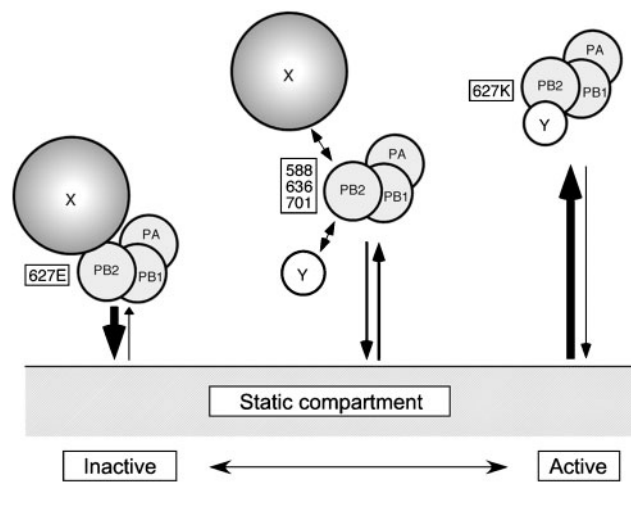 X
PA
PB2
PB1
627E
X
588
636
701
PA
PB2
PB1
Y
627K
PA
PB2
PB1
Y
Static compartment
Inactive
Active